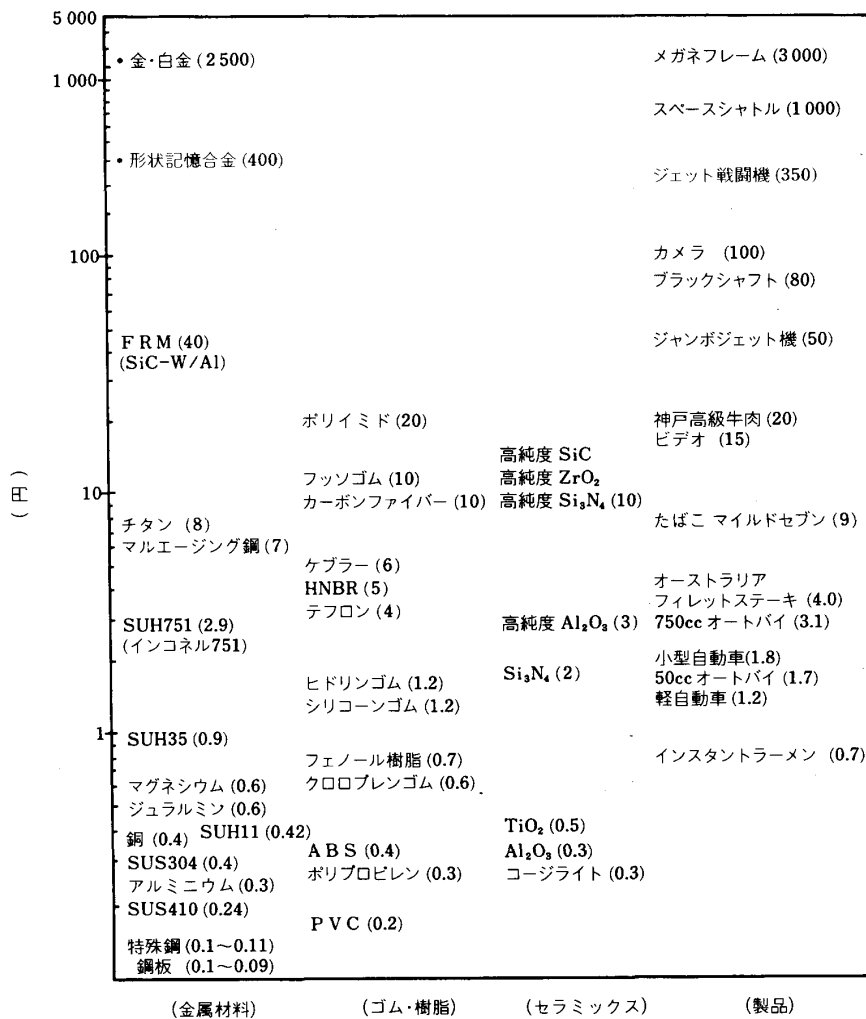 5 000
1 000
100
10
1
(円)
• 金·白金 (2 500)
• 形状記憶合金 (400)
FRM (40)
(SiC-W/Al)
チタン (8)
マルエージング鋼 (7)
SUH751 (2.9)
(インコネル751)
SUH35 (0.9)
マグネシウム (0.6)
ジュラルミン (0.6)
銅 (0.4) SUH11 (0.42)
SUS304 (0.4)
アルミニウム (0.3)
SUS410 (0.24)
特殊鋼 (0.1~0.11)
鋼板 (0.1~0.09)
(金属材料)
ポリイミド (20)
フッソゴム (10)
カーボンファイバー (10)
ケブラー (6)
HNBR (5)
テフロン (4)
ヒドリンゴム (1.2)
シリコーンゴム (1.2)
フェノール樹脂 (0.7)
クロロプレンゴム (0.6)
ABS (0.4)
ポリプロピレン (0.3)
PVC (0.2)
(ゴム·樹脂)
高純度 SiC
高純度 ZrO₂
高純度 Si₃N₄ (10)
高純度 Al₂O₃ (3)
Si₃N₄ (2)
TiO₂ (0.5)
Al₂O₃ (0.3)
コージライト (0.3)
(セラミックス)
メガネフレーム (3 000)
スペースシャトル (1 000)
ジェット戦闘機 (350)
カメラ (100)
ブラックシャフト (80)
ジャンボジェット機 (50)
神戸高級牛肉 (20)
ビデオ (15)
たばこ マイルドセブン (9)
オーストラリア
フィレットステーキ (4.0)
750cc オートバイ (3.1)
小型自動車(1.8)
50cc オートバイ (1.7)
軽自動車 (1.2)
インスタントラーメン (0.7)
(製品)